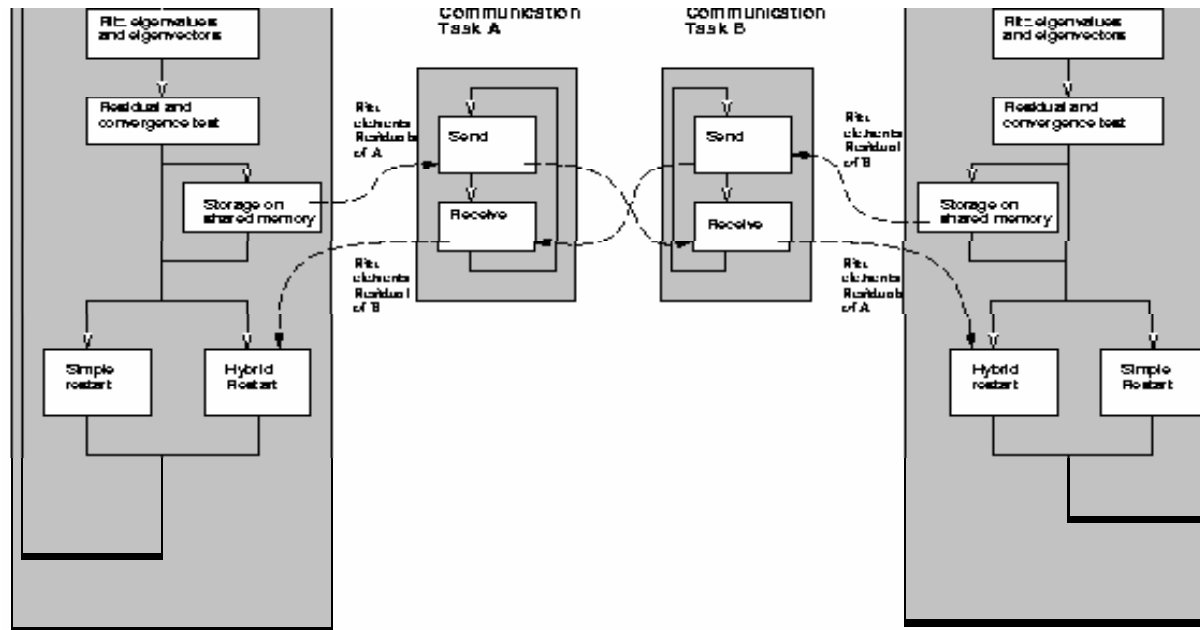 Ritz eigenvalues
and eigenvectors
Residual and
convergence test
Storage on
shared memory
Simple
restart
Hybrid
Restart
Communication
Task A
Send
Receive
Ritz
elements
Residuals
of A
Ritz
elements
Residual
of B
Communication
Task B
Send
Receive
Ritz
elements
Residual
of B
Ritz
elements
Residuals
of A
Ritz eigenvalues
and eigenvectors
Residual and
convergence test
Storage on
shared memory
Hybrid
restart
Simple
Restart